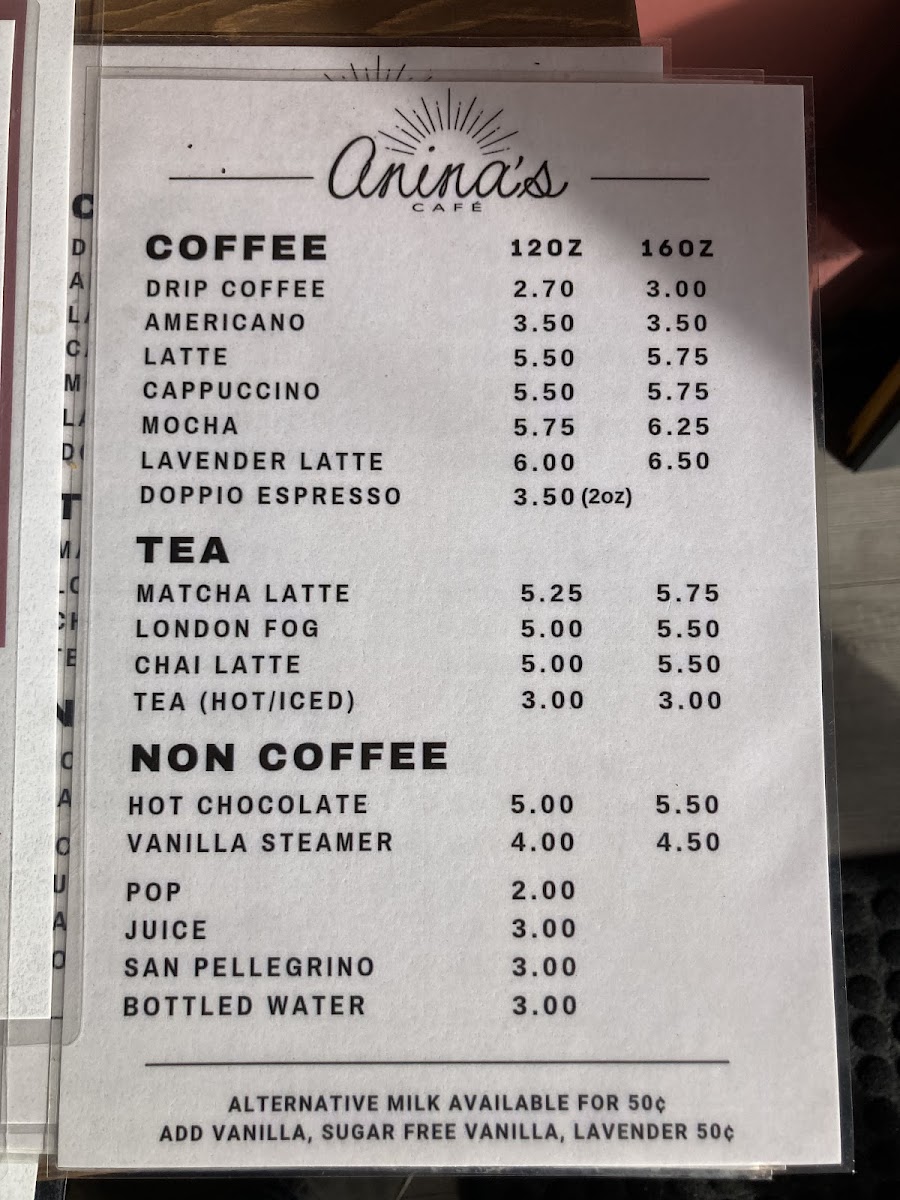 anina's
CAFÉ
COFFEE 12OZ 16OZ
DRIP COFFEE 2.70 3.00
AMERICANO 3.50 3.50
LATTE 5.50 5.75
CAPPUCCINO 5.50 5.75
MOCHA 5.75 6.25
LAVENDER LATTE 6.00 6.50
DOPPIO ESPRESSO 3.50 (2oz)
TEA
MATCHA LATTE 5.25 5.75
LONDON FOG 5.00 5.50
CHAI LATTE 5.00 5.50
TEA (HOT/ICED) 3.00 3.00
NON COFFEE
HOT CHOCOLATE 5.00 5.50
VANILLA STEAMER 4.00 4.50
POP 2.00
JUICE 3.00
SAN PELLEGRINO 3.00
BOTTLED WATER 3.00
ALTERNATIVE MILK AVAILABLE FOR 50¢
ADD VANILLA, SUGAR FREE VANILLA, LAVENDER 50¢